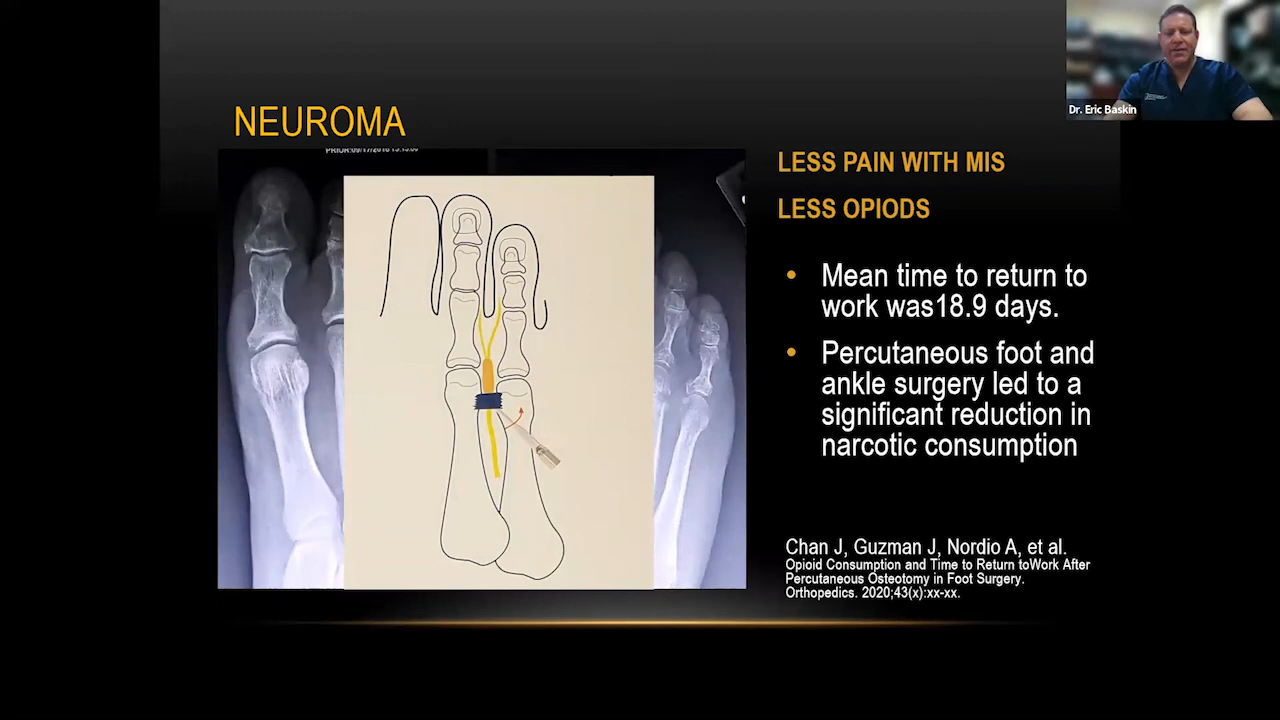 Dr. Eric Baskin
NEUROMA
LESS PAIN WITH MIS
LESS OPIODS
• Mean time to return to
work was18.9 days.
• Percutaneous foot and
ankle surgery led to a
significant reduction in
narcotic consumption
Chan J, Guzman J, Nordio A, et al.
Opioid Consumption and Time to Return toWork After
Percutaneous Osteotomy in Foot Surgery.
Orthopedics. 2020;43(x):xx-xx.